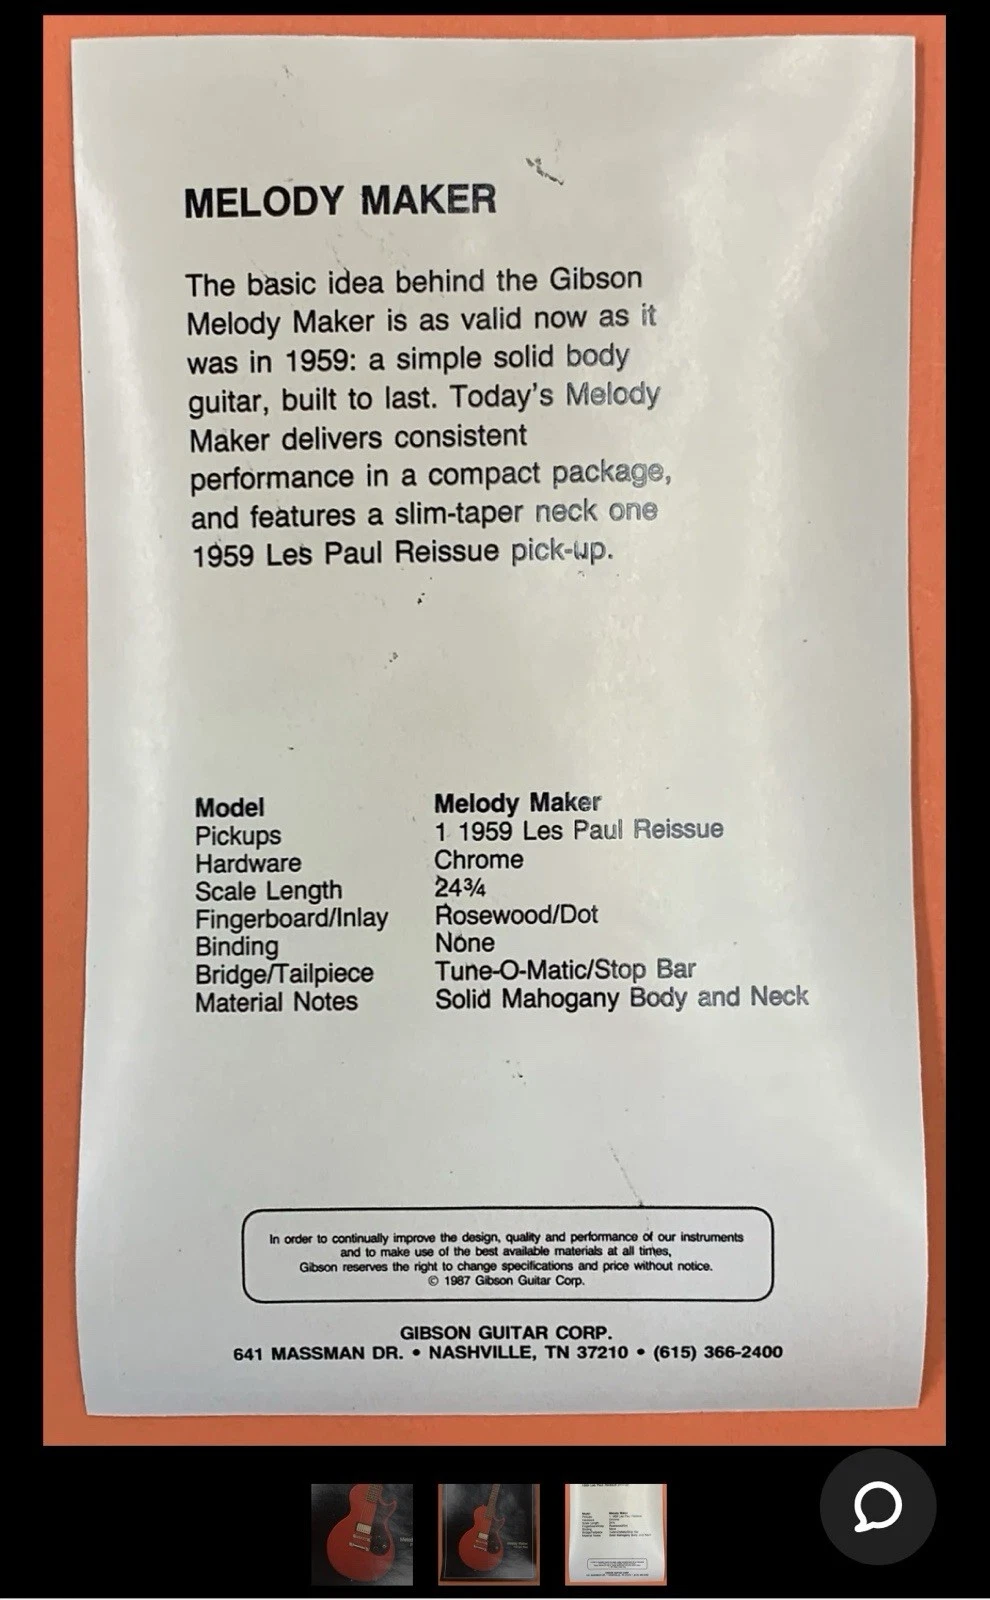 MELODY MAKER
The basic idea behind the Gibson
Melody Maker is as valid now as it
was in 1959: a simple solid body
guitar, built to last. Today's Melody
Maker delivers consistent
performance in a compact package,
and features a slim-taper neck one
1959 Les Paul Reissue pick-up.
Model Melody Maker
Pickups 1 1959 Les Paul Reissue
Hardware Chrome
Scale Length 24¾
Fingerboard/Inlay Rosewood/Dot
Binding None
Bridge/Tailpiece Tune-O-Matic/Stop Bar
Material Notes Solid Mahogany Body and Neck
In order to continually improve the design, quality and performance of our instruments
and to make use of the best available materials at all times,
Gibson reserves the right to change specifications and price without notice.
© 1987 Gibson Guitar Corp.
GIBSON GUITAR CORP.
641 MASSMAN DR. • NASHVILLE, TN 37210 • (615) 366-2400